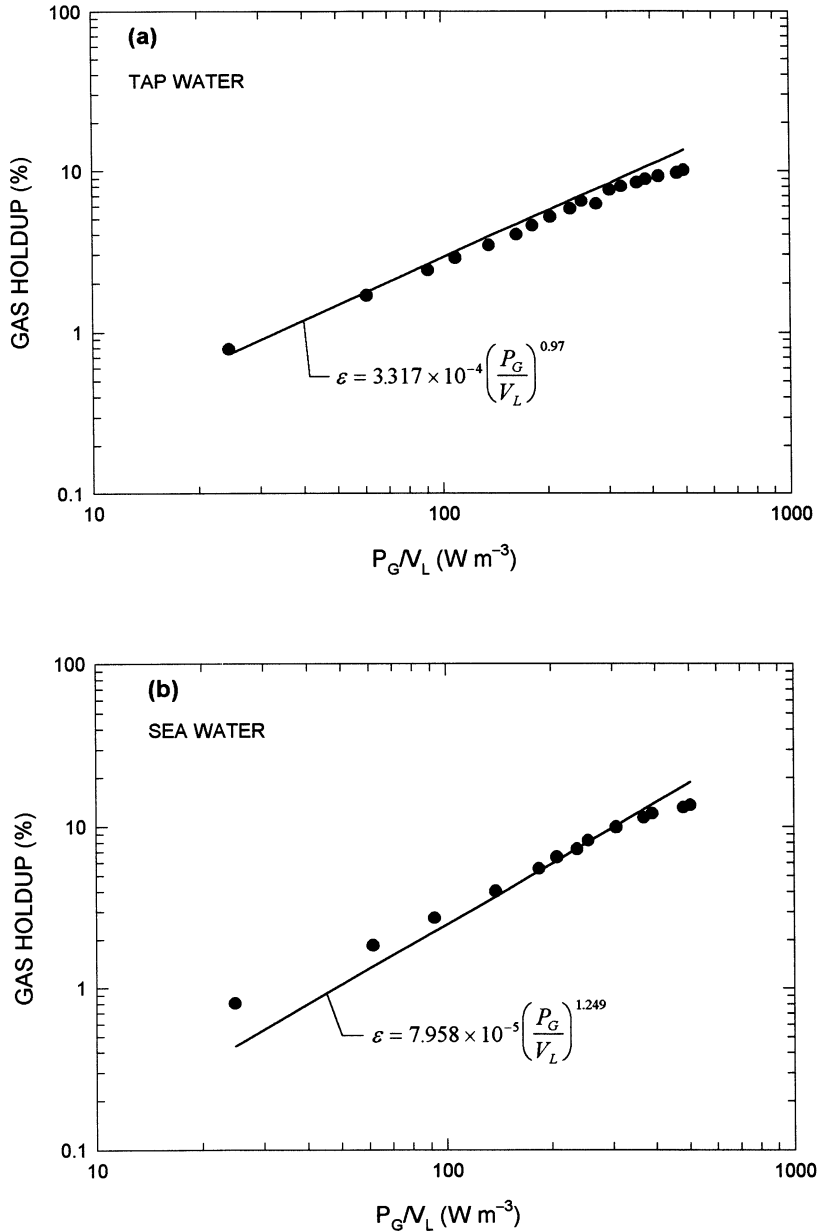 (a)
TAP WATER
GAS HOLDUP (%)
100
10
1
0.1
ε = 3.317 × 10⁻⁴ (P_G / V_L)^0.97
10 100 1000
P_G/V_L (W m⁻³)
(b)
SEA WATER
GAS HOLDUP (%)
100
10
1
0.1
ε = 7.958 × 10⁻⁵ (P_G / V_L)^1.249
10 100 1000
P_G/V_L (W m⁻³)